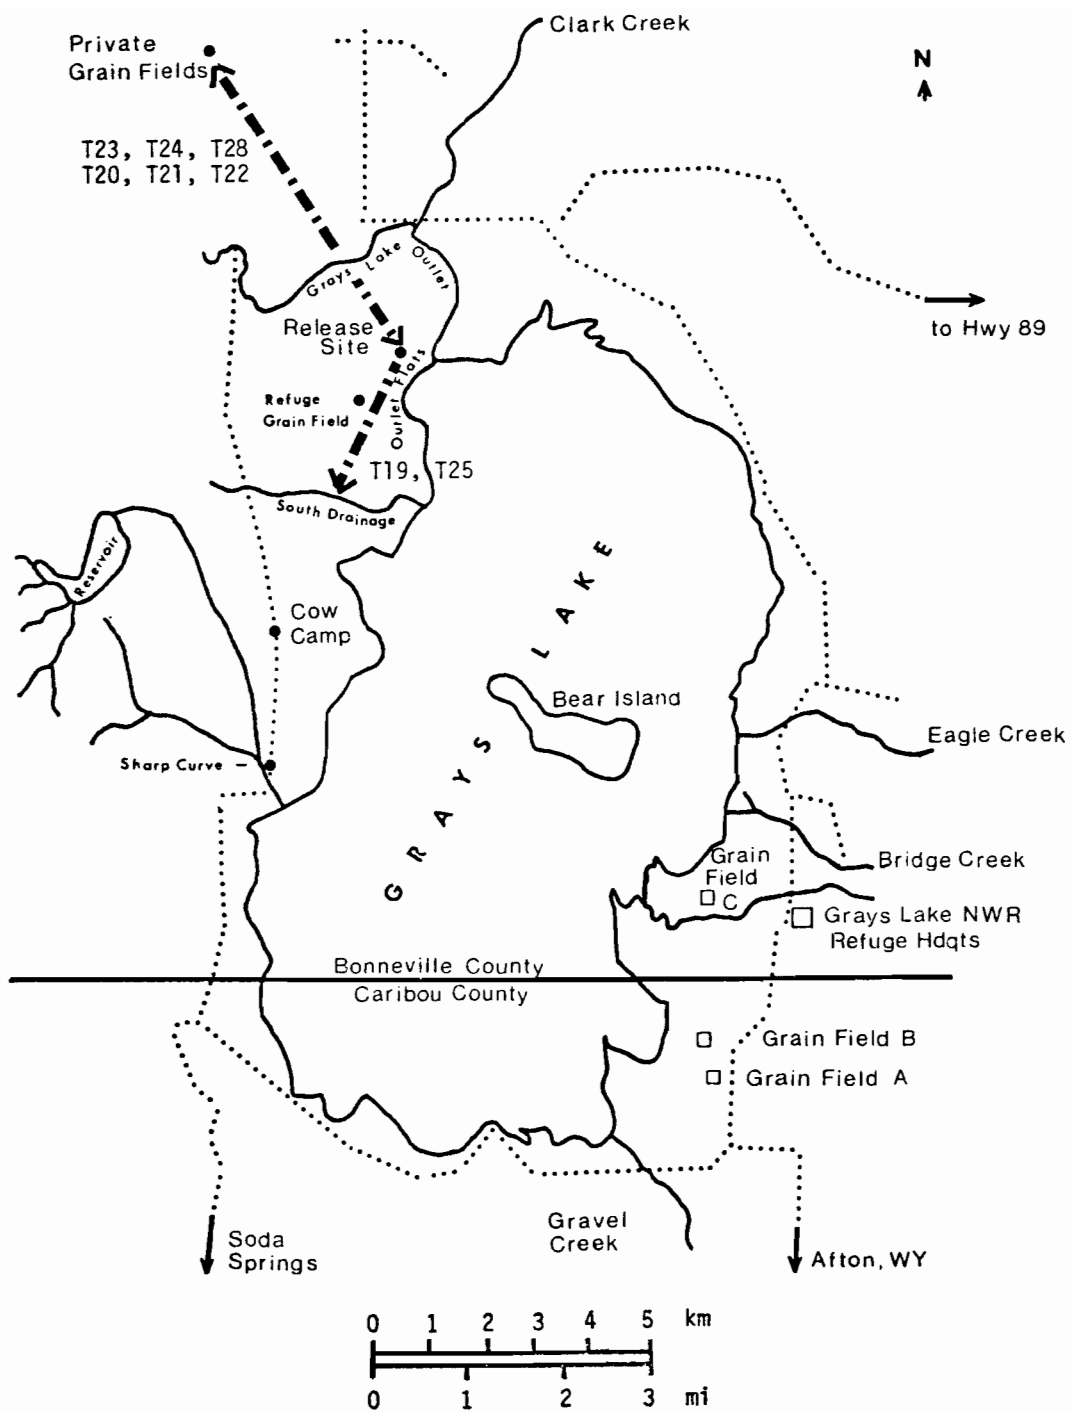 Clark Creek
Private
Grain Fields
N
T23, T24, T28
T20, T21, T22
Grays Lake Outlet
to Hwy 89
Release
Site
Outlet Flats
Refuge
Grain Field
T19, T25
South Drainage
Reservoir
Cow
Camp
GRAYS LAKE
Bear Island
Eagle Creek
Sharp Curve –
Grain
Field
C
Bridge Creek
Grays Lake NWR
Refuge Hdqts
Bonneville County
Caribou County
Grain Field B
Grain Field A
Gravel
Creek
Soda
Springs
Afton, WY
0 1 2 3 4 5 km
0 1 2 3 mi